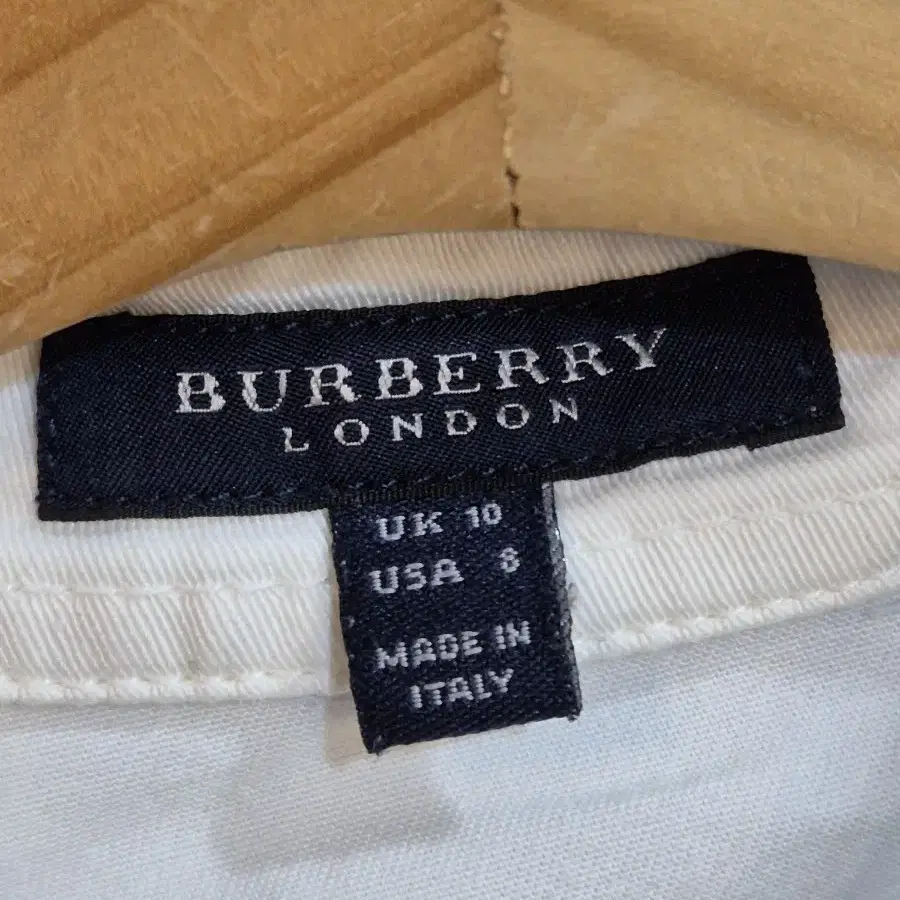 BURBERRY
LONDON
UK 10
USA 8
MADE IN
ITALY